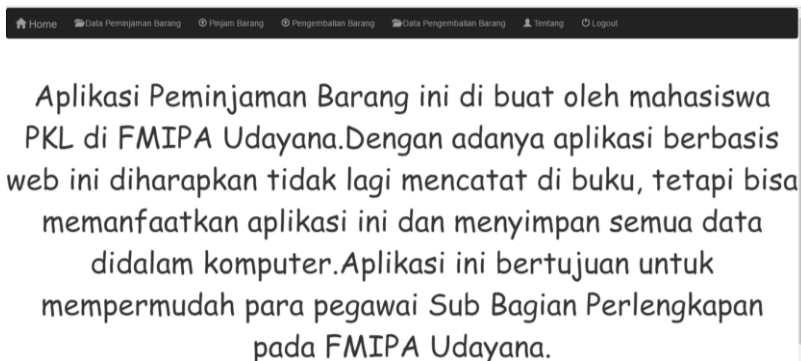 Home Data Peminjaman Barang Pinjam Barang Pengembalian Barang Data Pengembalian Barang Tentang Logout
Aplikasi Peminjaman Barang ini di buat oleh mahasiswa
PKL di FMIPA Udayana.Dengan adanya aplikasi berbasis
web ini diharapkan tidak lagi mencatat di buku, tetapi bisa
memanfaatkan aplikasi ini dan menyimpan semua data
didalam komputer.Aplikasi ini bertujuan untuk
mempermudah para pegawai Sub Bagian Perlengkapan
pada FMIPA Udayana.